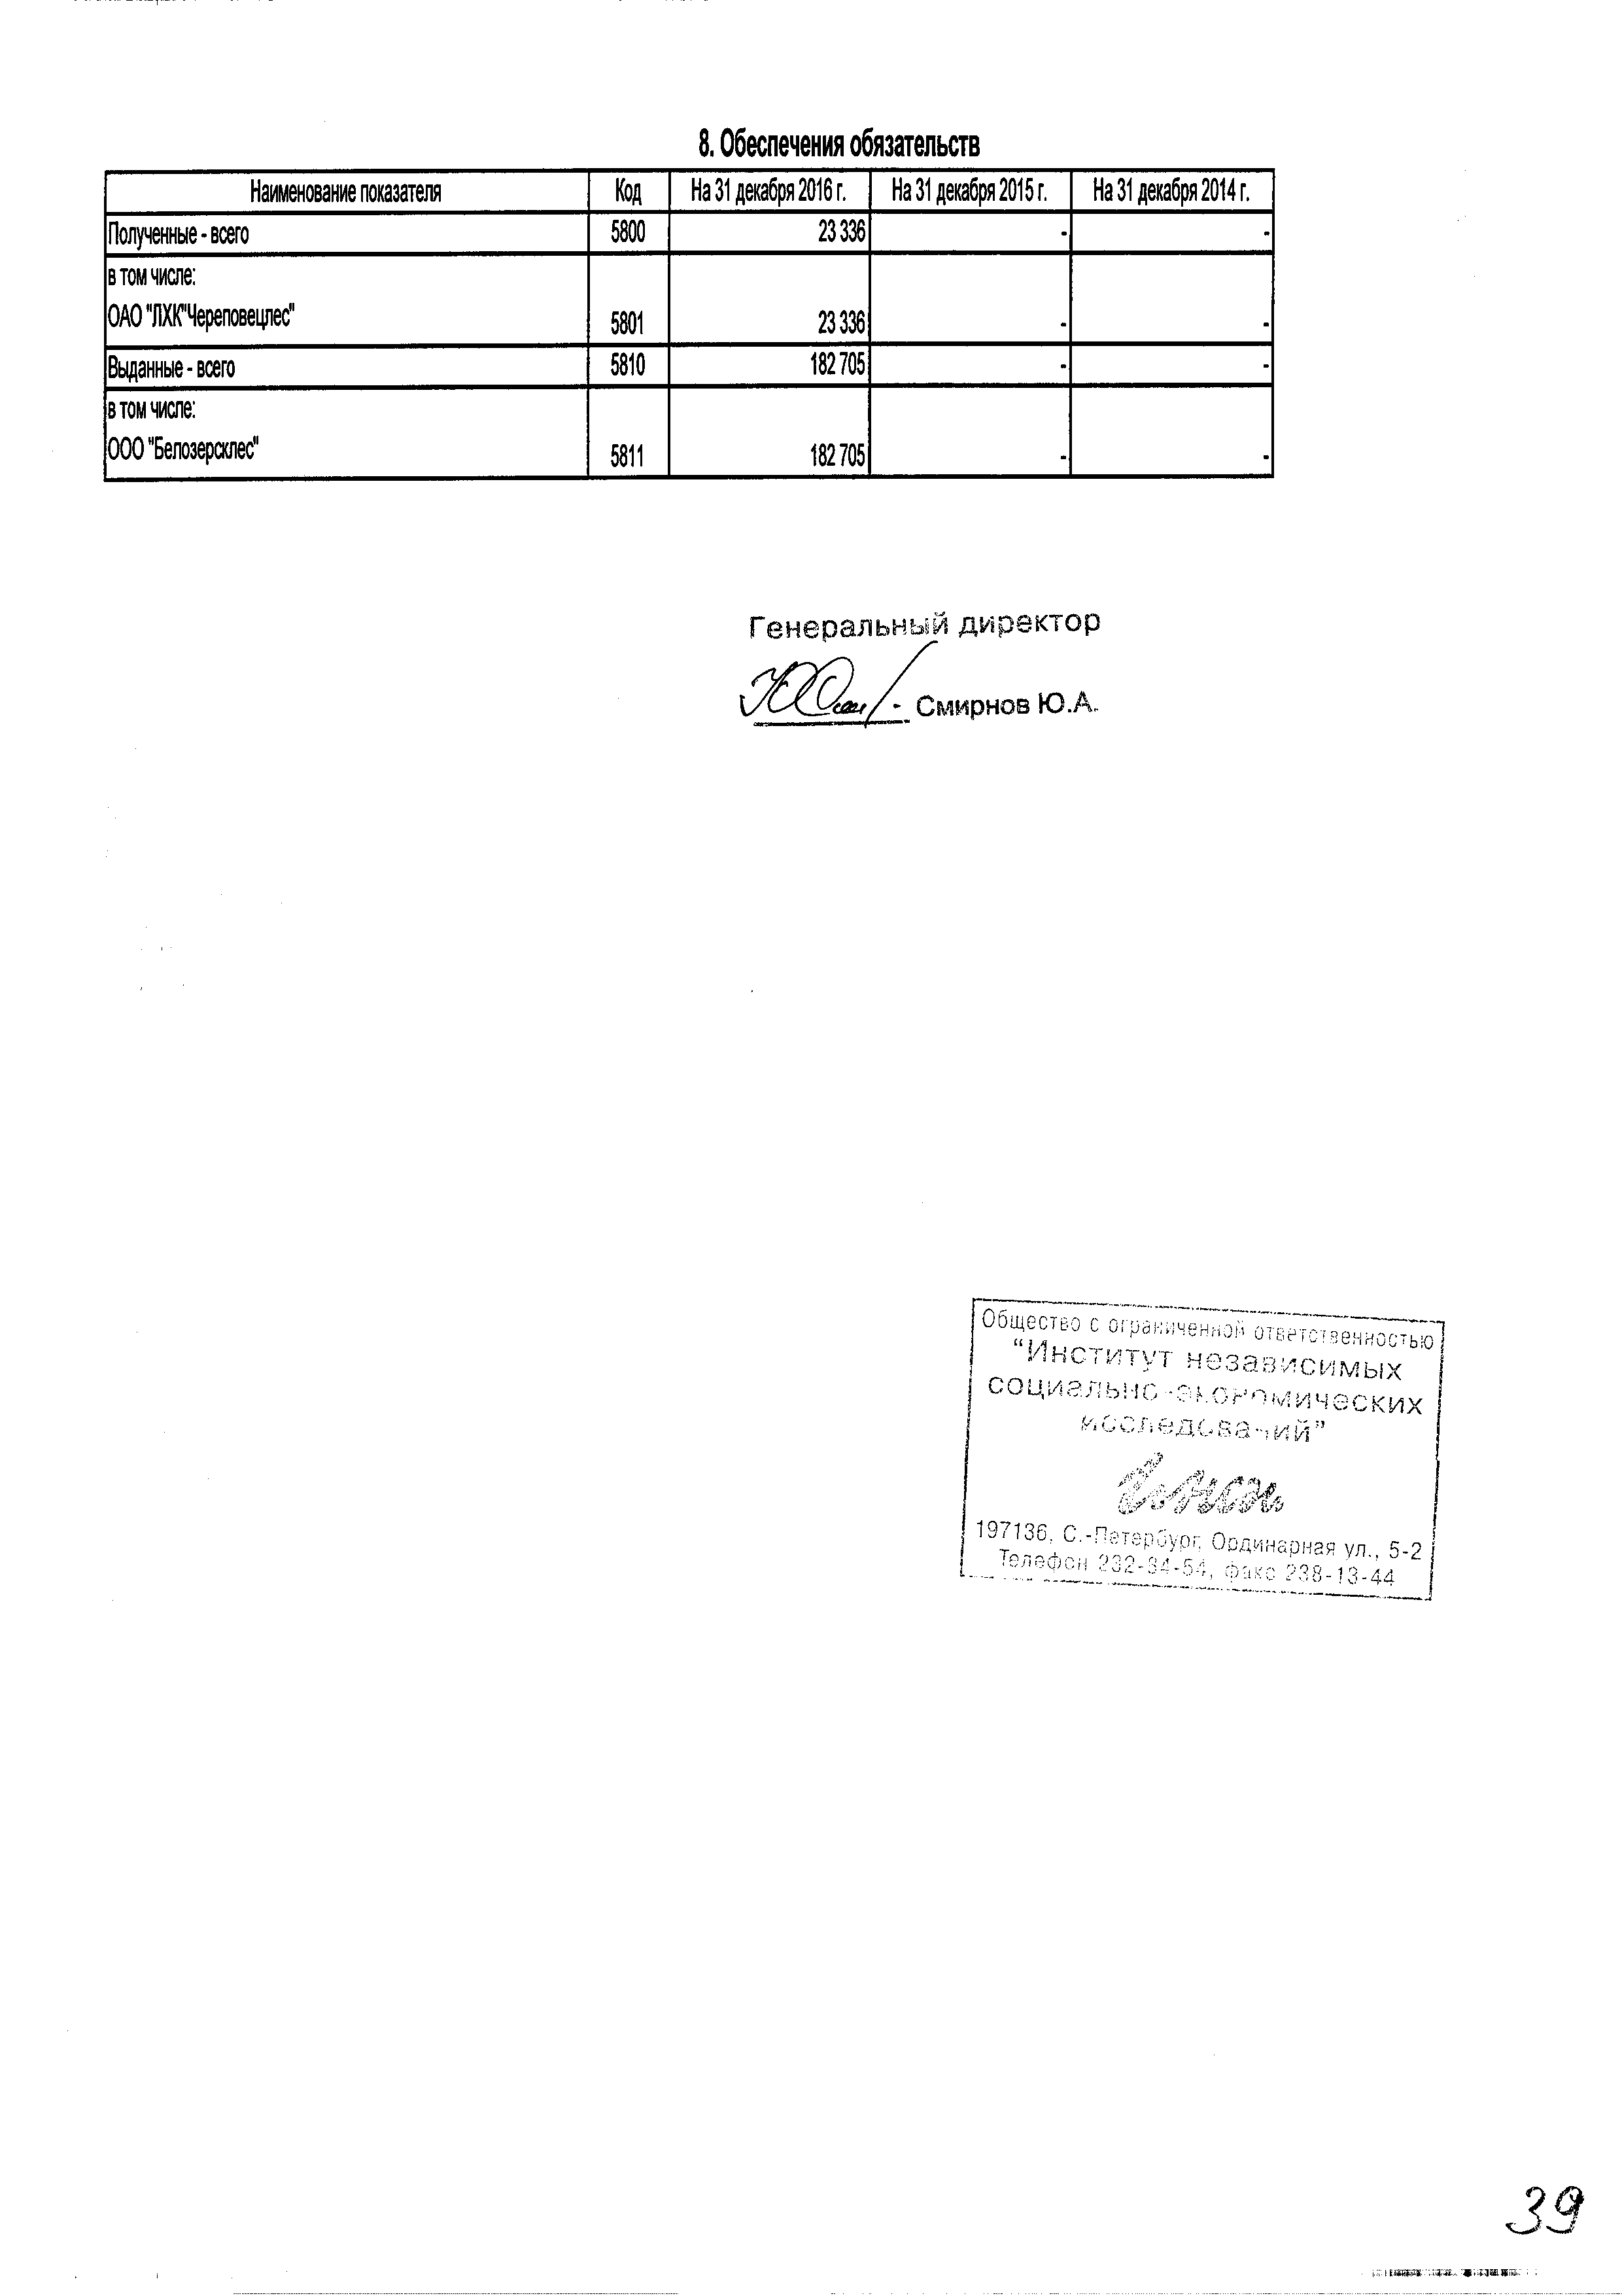 8. Обеспечения обязательств
Наименование показателя Код На 31 декабря 2016 г. На 31 декабря 2015 г. На 31 декабря 2014 г.
Полученные - всего 5800 23 336 - -
в том числе:
ОАО "ЛХК"Череповецлес" 5801 23 336 - -
Выданные - всего 5810 182 705 - -
в том числе:
ООО "Белозерсклес" 5811 182 705 - -
Генеральный директор
Смирнов Ю.А.
Общество с ограниченной ответственностью
“Институт независимых
социально-экономических
исследований”
197136, С.-Петербург, Ординарная ул., 5-2
Телефон 232-34-54, факс 238-13-44
39